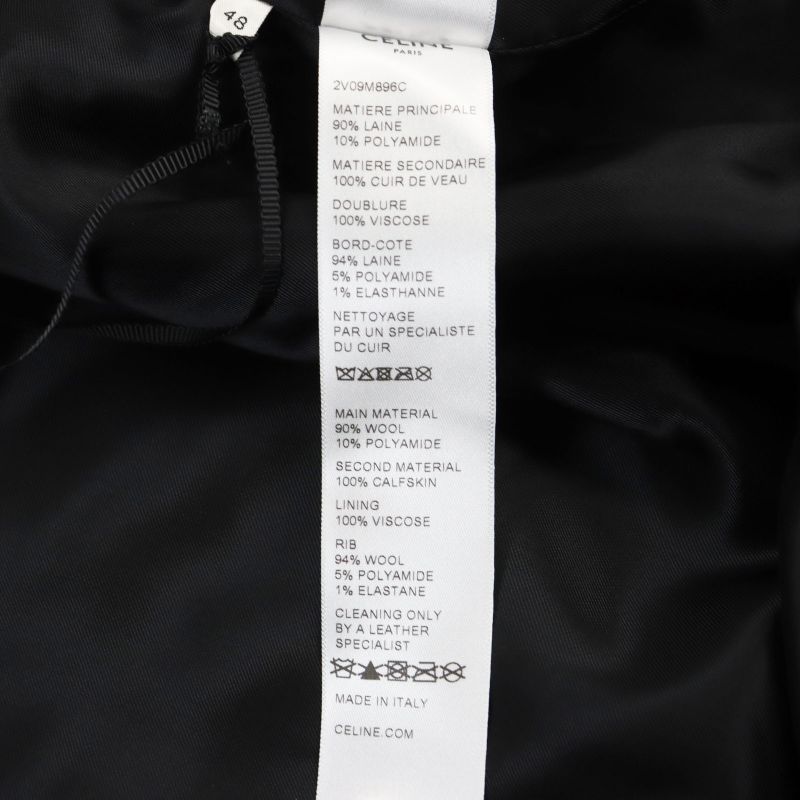 48
CELINE
PARIS
2V09M896C
MATIERE PRINCIPALE
90% LAINE
10% POLYAMIDE
MATIERE SECONDAIRE
100% CUIR DE VEAU
DOUBLURE
100% VISCOSE
BORD-COTE
94% LAINE
5% POLYAMIDE
1% ELASTHANNE
NETTOYAGE
PAR UN SPECIALISTE
DU CUIR
MAIN MATERIAL
90% WOOL
10% POLYAMIDE
SECOND MATERIAL
100% CALFSKIN
LINING
100% VISCOSE
RIB
94% WOOL
5% POLYAMIDE
1% ELASTANE
CLEANING ONLY
BY A LEATHER
SPECIALIST
MADE IN ITALY
CELINE.COM